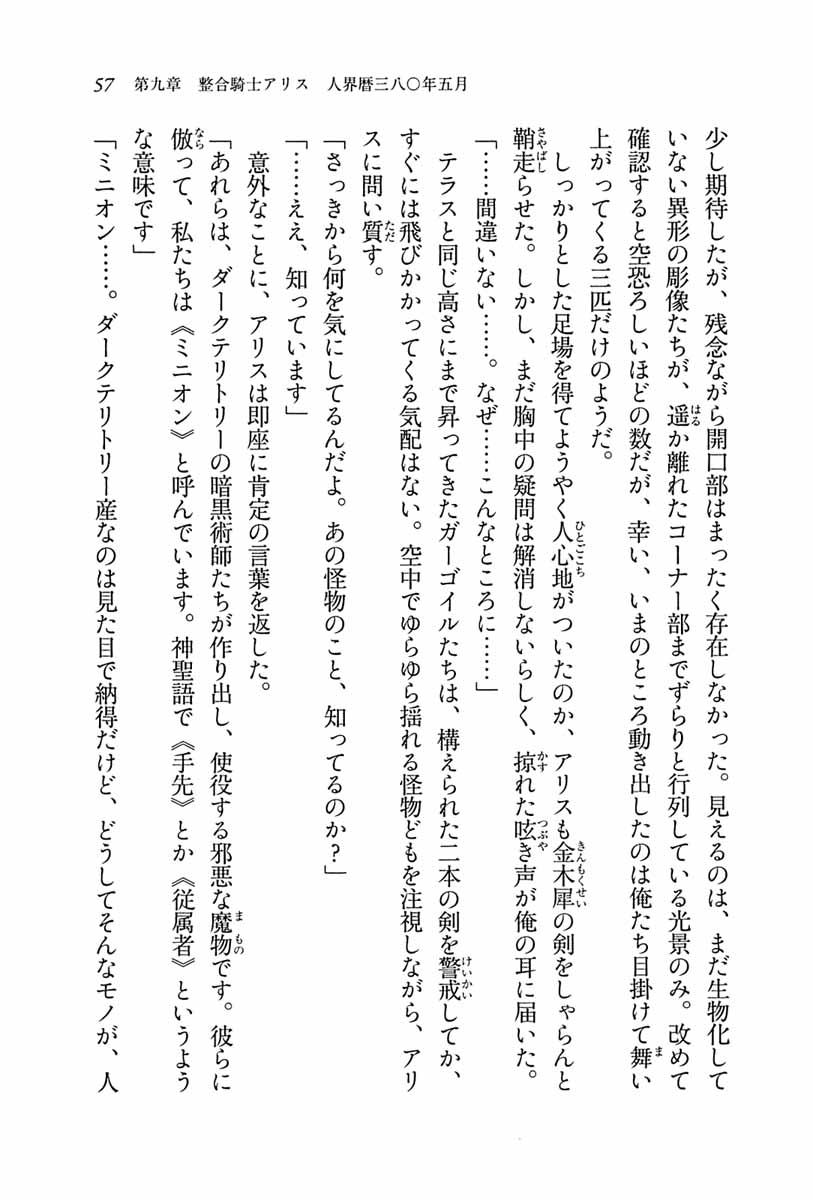 57　第九章　整合騎士アリス　人界暦三八〇年五月
少し期待したが、残念ながら開口部はまったく存在しなかった。見えるのは、まだ生物化して
いない異形の彫像たちが、遥か離れたコーナー部までずらりと行列している光景のみ。改めて
確認すると空恐ろしいほどの数だが、幸い、いまのところ動き出したのは俺たち目掛けて舞い
上がってくる三匹だけのようだ。
　しっかりとした足場を得てようやく人心地がついたのか、アリスも金木犀の剣をしゃらんと
鞘走らせた。しかし、まだ胸中の疑問は解消しないらしく、掠れた呟き声が俺の耳に届いた。
「……間違いない……。なぜ……こんなところに……」
　テラスと同じ高さにまで昇ってきたガーゴイルたちは、構えられた二本の剣を警戒してか、
すぐには飛びかかってくる気配はない。空中でゆらゆら揺れる怪物どもを注視しながら、アリ
スに問い質す。
「さっきから何を気にしてるんだよ。あの怪物のこと、知ってるのか？」
「……ええ、知っています」
　意外なことに、アリスは即座に肯定の言葉を返した。
「あれらは、ダークテリトリーの暗黒術師たちが作り出し、使役する邪悪な魔物です。彼らに
倣って、私たちは《ミニオン》と呼んでいます。神聖語で《手先》とか《従属者》というよう
な意味です」
「ミニオン……。ダークテリトリー産なのは見た目で納得だけど、どうしてそんなモノが、人